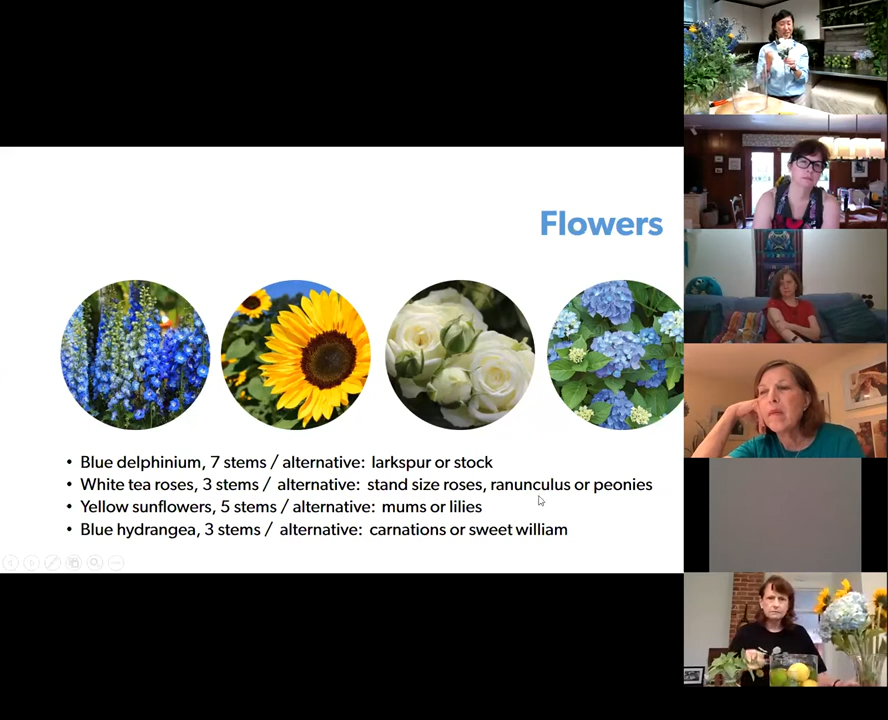 Flowers
• Blue delphinium, 7 stems / alternative: larkspur or stock
• White tea roses, 3 stems / alternative: stand size roses, ranunculus or peonies
• Yellow sunflowers, 5 stems / alternative: mums or lilies
• Blue hydrangea, 3 stems / alternative: carnations or sweet william